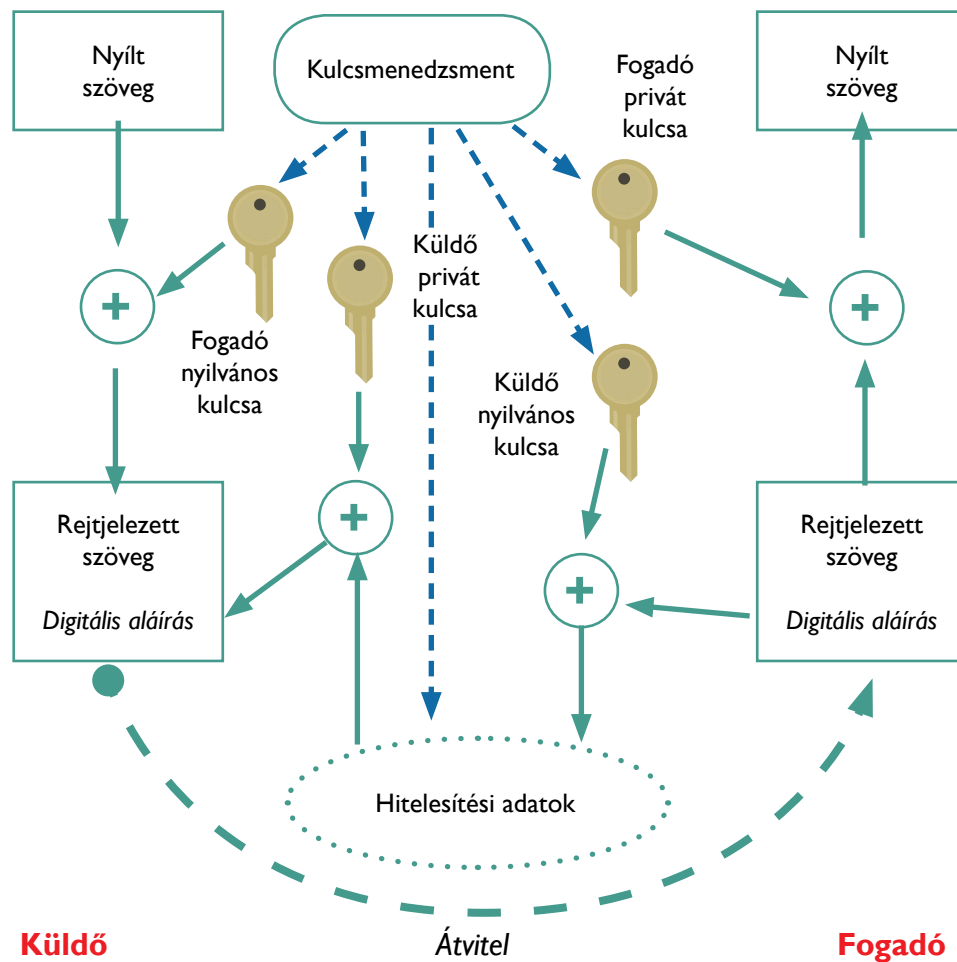 Nyílt
szöveg
Kulcsmenedzsment
Fogadó
privát
kulcsa
Nyílt
szöveg
Küldő
privát
kulcsa
Fogadó
nyilvános
kulcsa
Küldő
nyilvános
kulcsa
Rejtjelezett
szöveg
Digitális aláírás
Rejtjelezett
szöveg
Digitális aláírás
Hitelesítési adatok
Küldő
Átvitel
Fogadó